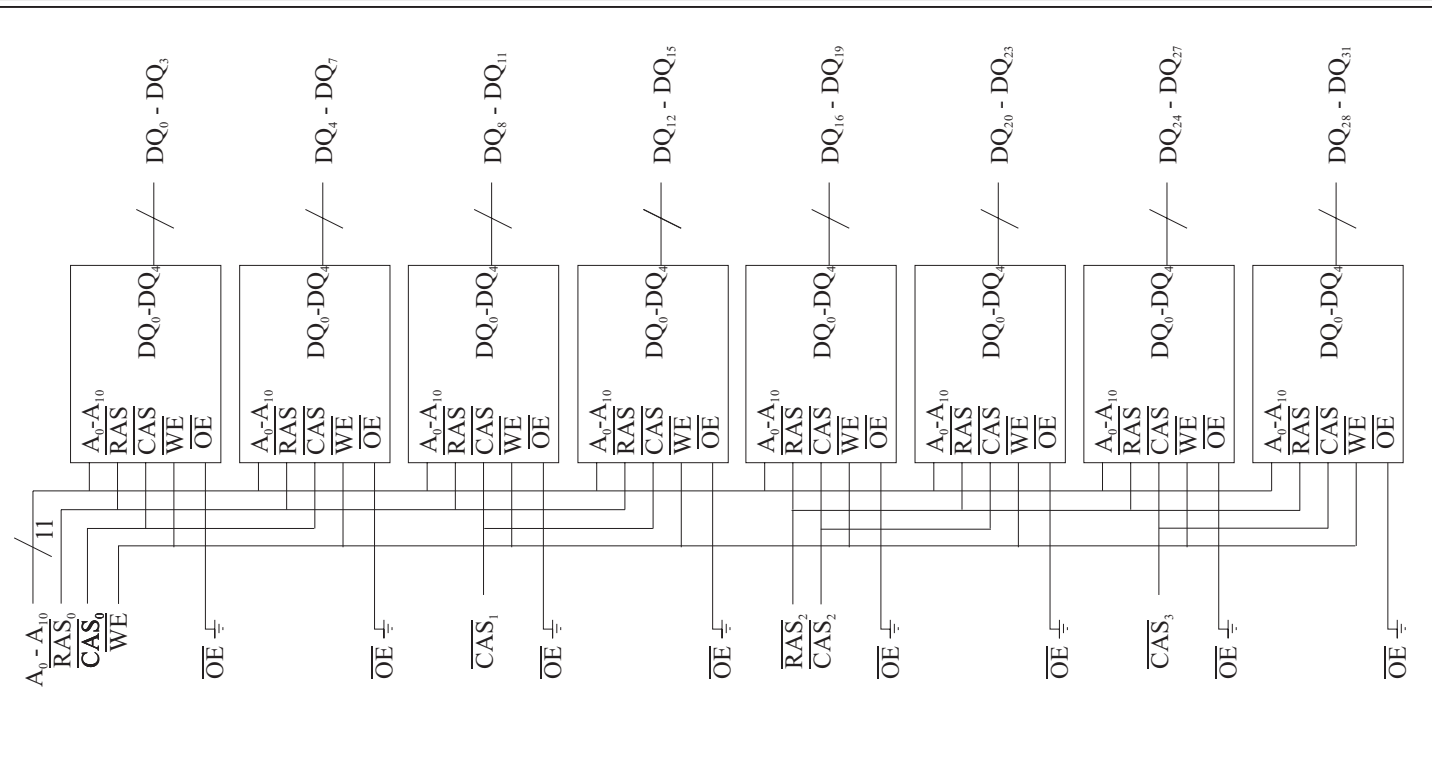 DQ₀ - DQ₃
DQ₄ - DQ₇
DQ₈ - DQ₁₁
DQ₁₂ - DQ₁₅
DQ₁₆ - DQ₁₉
DQ₂₀ - DQ₂₃
DQ₂₄ - DQ₂₇
DQ₂₈ - DQ₃₁
DQ₀-DQ₄
A₀-A₁₀
RAS
CAS
WE
OE
DQ₀-DQ₄
A₀-A₁₀
RAS
CAS
WE
OE
DQ₀-DQ₄
A₀-A₁₀
RAS
CAS
WE
OE
DQ₀-DQ₄
A₀-A₁₀
RAS
CAS
WE
OE
DQ₀-DQ₄
A₀-A₁₀
RAS
CAS
WE
OE
DQ₀-DQ₄
A₀-A₁₀
RAS
CAS
WE
OE
DQ₀-DQ₄
A₀-A₁₀
RAS
CAS
WE
OE
DQ₀-DQ₄
A₀-A₁₀
RAS
CAS
WE
OE
11
A₀ - A₁₀
RAS₀
CAS₀
WE
OE
OE
CAS₁
OE
OE
RAS₂
CAS₂
OE
OE
CAS₃
OE
OE